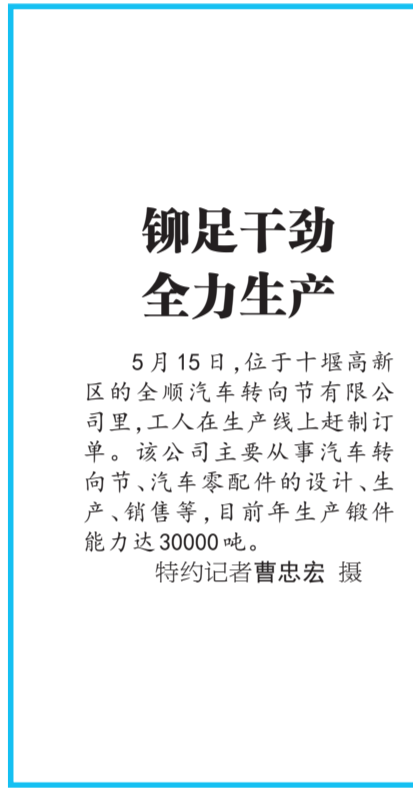 铆足干劲
全力生产
5月15日,位于十堰高新
区的全顺汽车转向节有限公
司里,工人在生产线上赶制订
单。该公司主要从事汽车转
向节、汽车零配件的设计、生
产、销售等,目前年生产锻件
能力达30000吨。
特约记者曹忠宏 摄